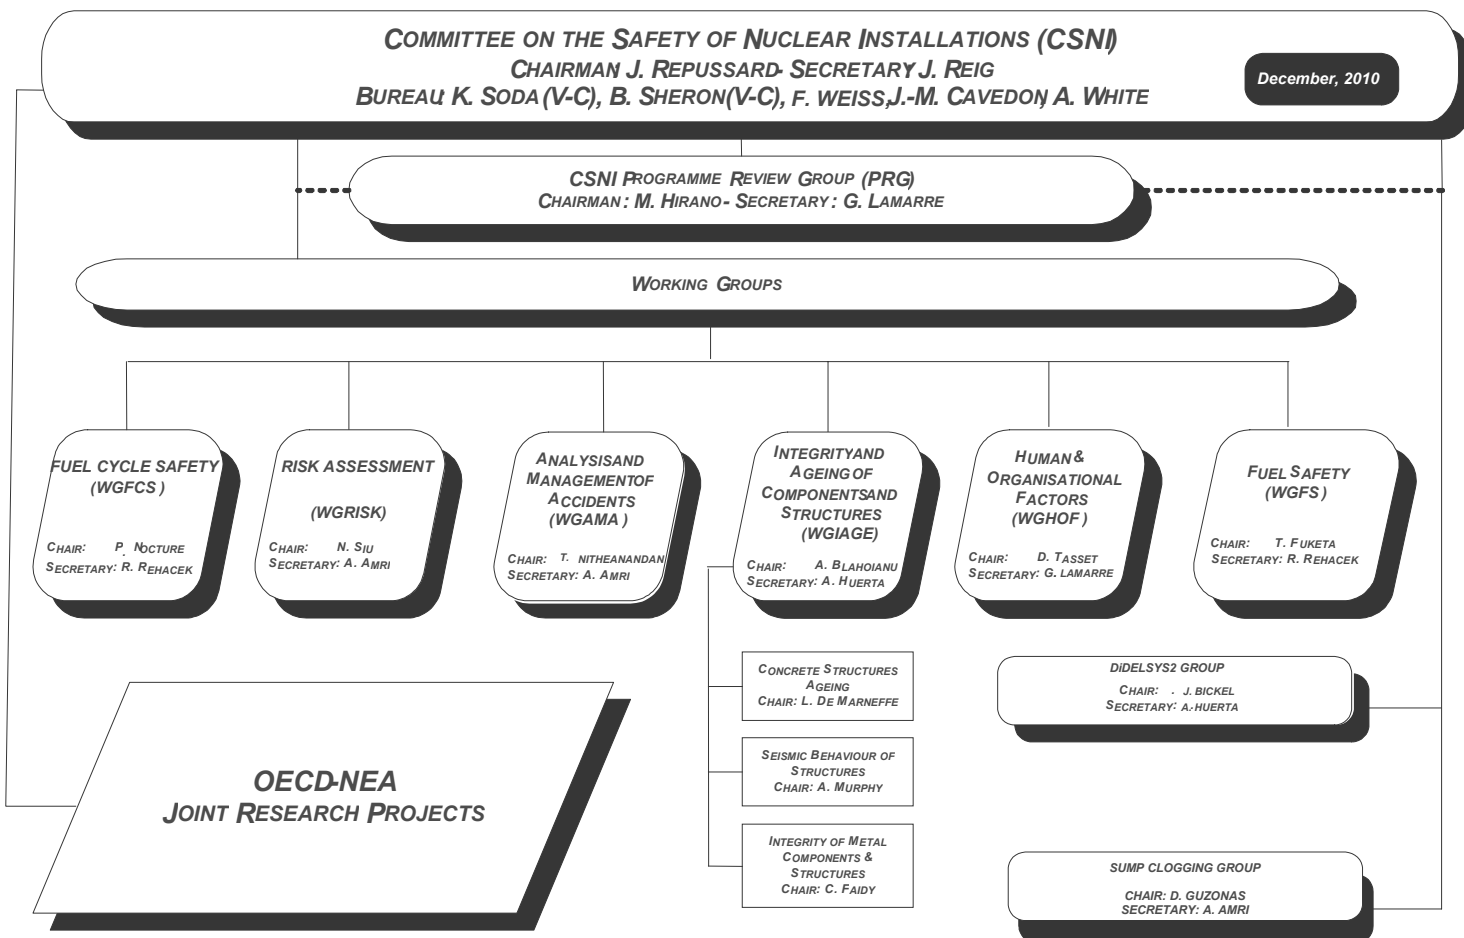 COMMITTEE ON THE SAFETY OF NUCLEAR INSTALLATIONS (CSNI)
CHAIRMAN: J. REPUSSARD- SECRETARY: J. REIG
BUREAU: K. SODA (V-C), B. SHERON(V-C), F. WEISS, J.-M. CAVEDON, A. WHITE
December, 2010
CSNI PROGRAMME REVIEW GROUP (PRG)
CHAIRMAN : M. HIRANO - SECRETARY : G. LAMARRE
WORKING GROUPS
FUEL CYCLE SAFETY
(WGFCS )
CHAIR: P. NOCTURE
SECRETARY: R. REHACEK
RISK ASSESSMENT
(WGRISK)
CHAIR: N. SIU
SECRETARY: A. AMRI
ANALYSIS AND
MANAGEMENT OF
ACCIDENTS
(WGAMA )
CHAIR: T. NITHEANANDAN
SECRETARY: A. AMRI
INTEGRITY AND
AGEING OF
COMPONENTS AND
STRUCTURES
(WGIAGE)
CHAIR: A. BLAHOIANU
SECRETARY: A. HUERTA
HUMAN &
ORGANISATIONAL
FACTORS
(WGHOF )
CHAIR: D. TASSET
SECRETARY: G. LAMARRE
FUEL SAFETY
(WGFS )
CHAIR: T. FUKETA
SECRETARY: R. REHACEK
CONCRETE STRUCTURES
AGEING
CHAIR: L. DE MARNEFFE
SEISMIC BEHAVIOUR OF
STRUCTURES
CHAIR: A. MURPHY
INTEGRITY OF METAL
COMPONENTS &
STRUCTURES
CHAIR: C. FAIDY
DiDELSYS2 GROUP
CHAIR: . J. BICKEL
SECRETARY: A.-HUERTA
SUMP CLOGGING GROUP
CHAIR: D. GUZONAS
SECRETARY: A. AMRI
OECD-NEA
JOINT RESEARCH PROJECTS